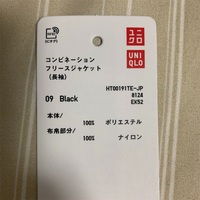 ユニクロ
UNIQLO
コンビネーション
フリースジャケット
(長袖)
HT00191TE-JP
09 Black
8124
EK52
本体/
100% ポリエステル
布帛部分/
100% ナイロン